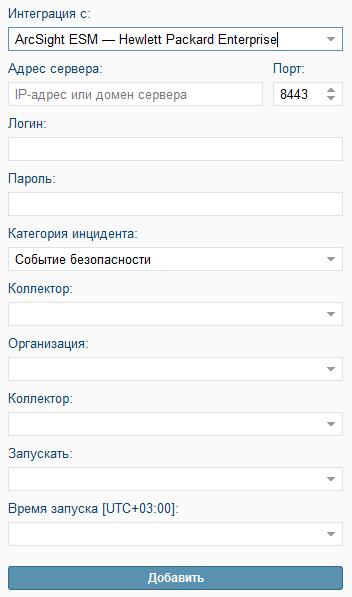 Интеграция с:
ArcSight ESM — Hewlett Packard Enterprise
Адрес сервера: Порт:
IP-адрес или домен сервера 8443
Логин:
Пароль:
Категория инцидента:
Событие безопасности
Коллектор:
Организация:
Коллектор:
Запускать:
Время запуска [UTC+03:00]:
Добавить